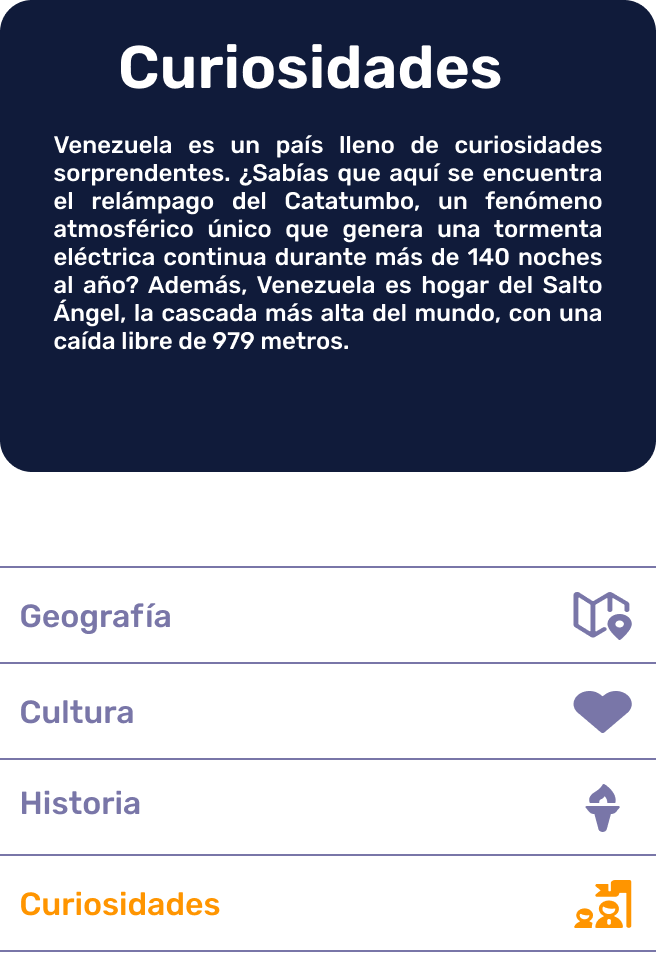 Curiosidades
Venezuela es un país lleno de curiosidades
sorprendentes. ¿Sabías que aquí se encuentra
el relámpago del Catatumbo, un fenómeno
atmosférico único que genera una tormenta
eléctrica continua durante más de 140 noches
al año? Además, Venezuela es hogar del Salto
Ángel, la cascada más alta del mundo, con una
caída libre de 979 metros.
Geografía
Cultura
Historia
Curiosidades